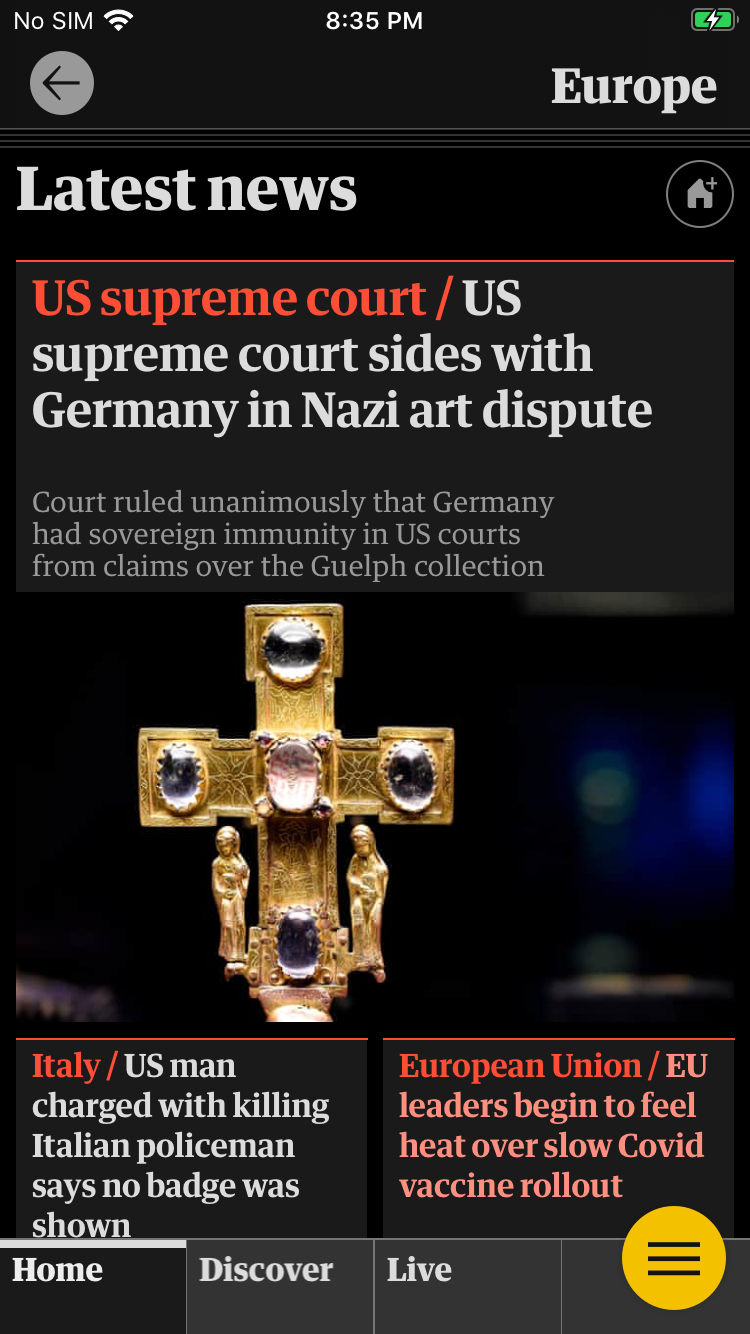 No SIM 8:35 PM
Europe
Latest news
US supreme court / US
supreme court sides with
Germany in Nazi art dispute
Court ruled unanimously that Germany
had sovereign immunity in US courts
from claims over the Guelph collection
Italy / US man
charged with killing
Italian policeman
says no badge was
shown
European Union / EU
leaders begin to feel
heat over slow Covid
vaccine rollout
Home Discover Live